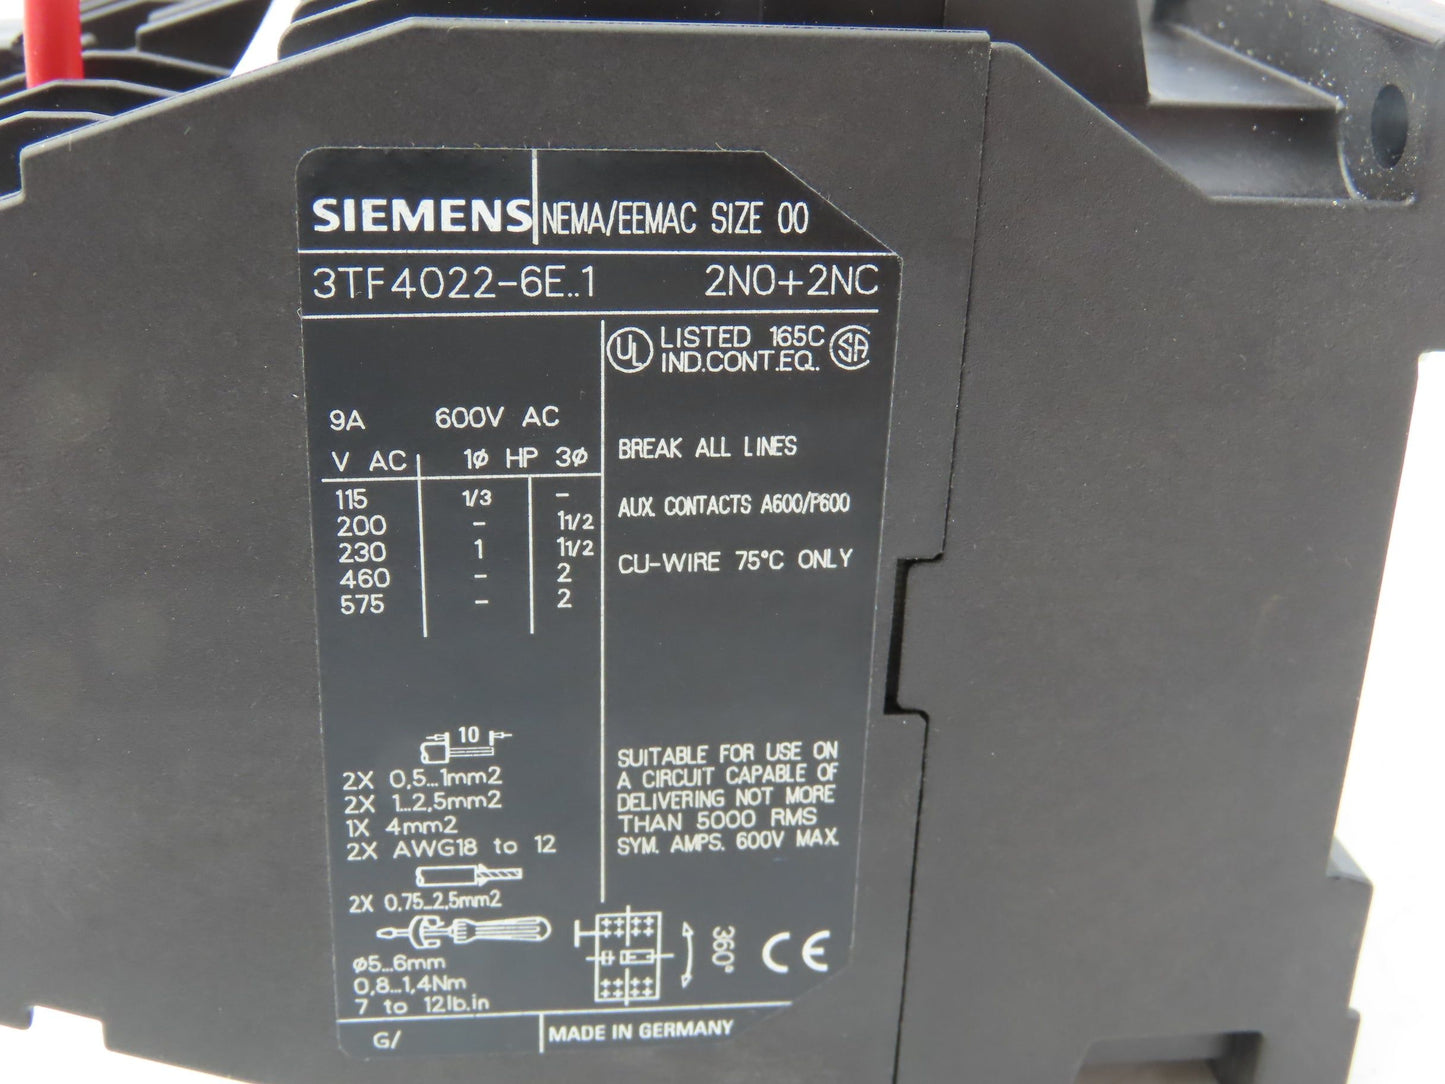 SIEMENS NEMA/EEMAC SIZE 00
3TF4022-6E..1 2NO+2NC
UL LISTED 165C SA
IND.CONT.EQ.
9A 600V AC
V AC 1ø HP 3ø
115 1/3 -
200 - 1 1/2
230 1 1 1/2
460 - 2
575 - 2
BREAK ALL LINES
AUX. CONTACTS A600/P600
CU-WIRE 75°C ONLY
10
2X 0,5...1mm2
2X 1...2,5mm2
1X 4mm2
2X AWG18 to 12
2X 0,75...2,5mm2
ø5...6mm
0,8...1,4Nm
7 to 12lb.in
SUITABLE FOR USE ON
A CIRCUIT CAPABLE OF
DELIVERING NOT MORE
THAN 5000 RMS
SYM. AMPS. 600V MAX.
360°
CE
G/ MADE IN GERMANY